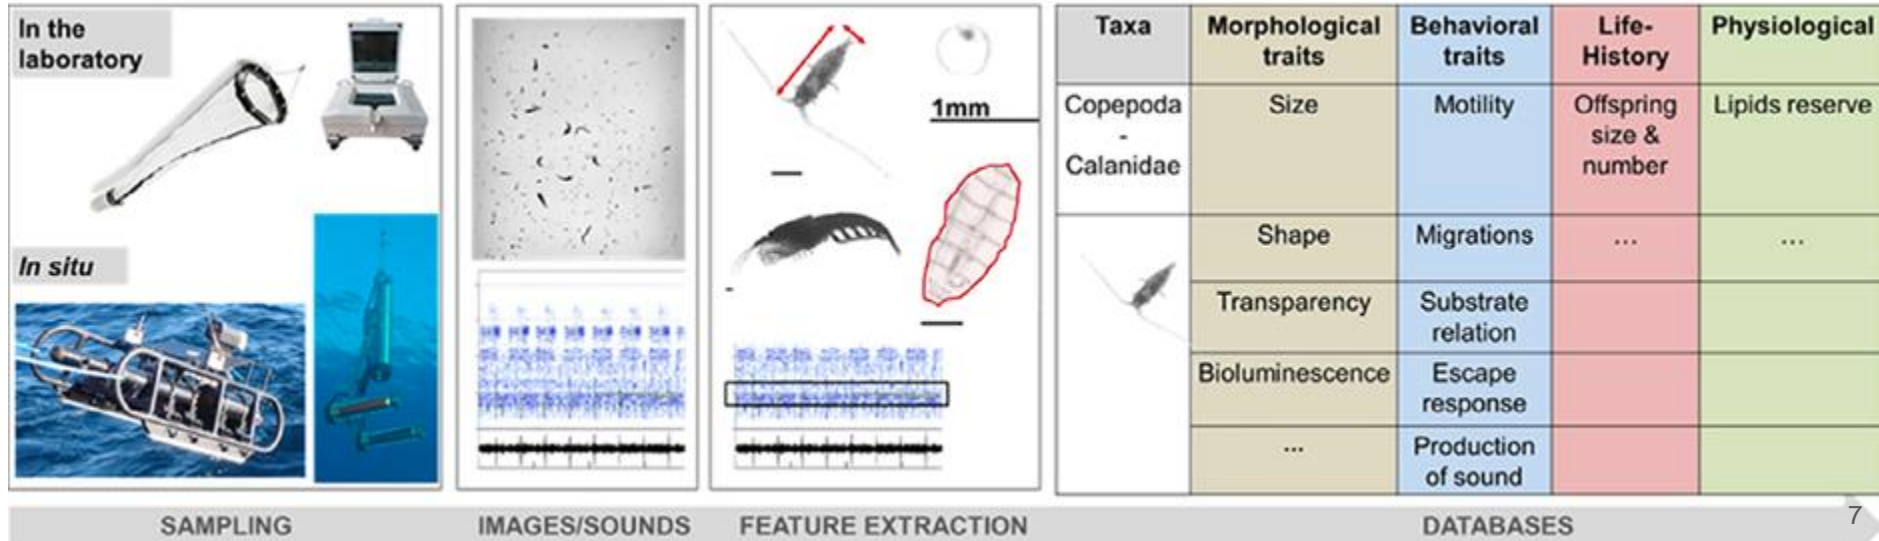 In the
laboratory
In situ
1mm
Taxa
Morphological
traits
Behavioral
traits
Life-
History
Physiological
Copepoda
-
Calanidae
Size
Motility
Offspring
size &
number
Lipids reserve
Shape
Migrations
...
...
Transparency
Substrate
relation
Bioluminescence
Escape
response
...
Production
of sound
SAMPLING
IMAGES/SOUNDS
FEATURE EXTRACTION
DATABASES
7